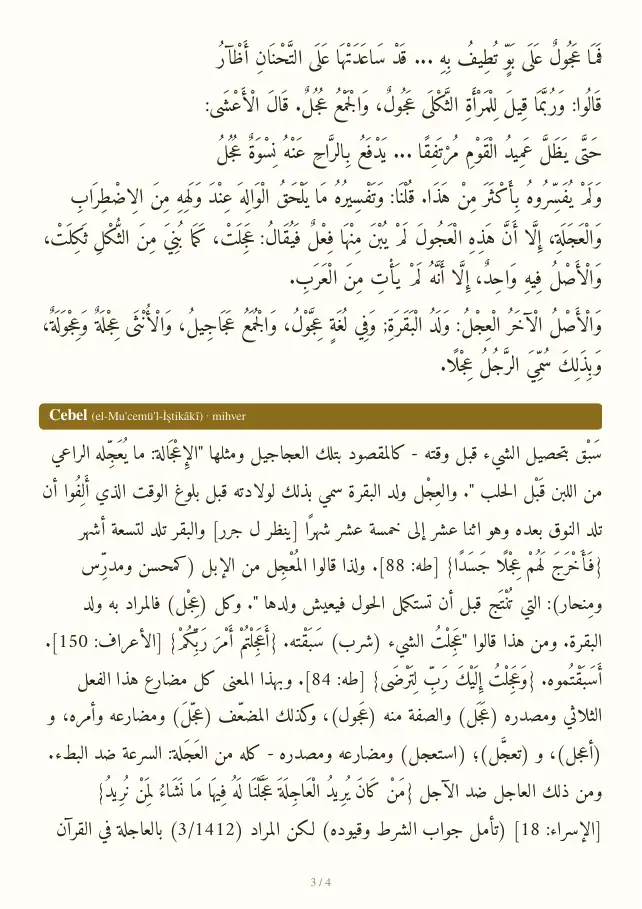 فَمَا عَجُولٌ عَلَى بَوٍّ تُطِيفُ بِهِ ... قَدْ سَاعَدَتْهَا عَلَى التَّحْنَانِ أَظْآرُ
قَالُوا: وَرُبَّمَا قِيلَ لِلْمَرْأَةِ الثَّكْلَى عَجُولٌ، وَالْجَمْعُ عُجُلٌ. قَالَ الْأَعْشَى:
حَتَّى يَظَلَّ عَمِيدُ الْقَوْمِ مُرْتَفِقًا ... يَدْفَعُ بِالرَّاحِ عَنْهُ نِسْوَةٌ عُجُلُ
وَلَمْ يُفَسِّرُوهُ بِأَكْثَرَ مِنْ هَذَا. قُلْنَا: وَتَفْسِيرُهُ مَا يَلْحَقُ الْوَالِهَ عِنْدَ وَلَهِهِ مِنَ الِاضْطِرَابِ
وَالْعَجَلَةِ، إِلَّا أَنَّ هَذِهِ الْعَجُولَ لَمْ يُبْنَ مِنْهَا فِعْلٌ فَيُقَالُ: عَجِلَتْ، كَمَا بُنِيَ مِنَ الثُّكْلِ ثَكِلَتْ،
وَالْأَصْلُ فِيهِ وَاحِدٌ، إِلَّا أَنَّهُ لَمْ يَأْتِ مِنَ الْعَرَبِ.
وَالْأَصْلُ الْآخَرُ الْعِجْلُ: وَلَدُ الْبَقَرَةِ; وَفِي لُغَةٍ عِجَّوْلُ، وَالْجُمَعُ عَجَاجِيلُ، وَالْأُنْثَى عِجْلَةٌ وَعِجْوَلَةٌ،
وَبِذَلِكَ سُمِّيَ الرَّجُلُ عِجْلًا.
Cebel (el-Mu'cemü'l-İştikâkî) · mihver
سَبْق بتحصيل الشيء قبل وقته - كالمقصود بتلك العجاجيل ومثلها "الإعْجَالة: ما يُعَجِّله الراعي
من اللبن قَبْل الحلب ". والعِجْل ولد البقرة سمي بذلك لولادته قبل بلوغ الوقت الذي أَلِفُوا أن
تلد النوق بعده وهو اثنا عشر إلى خمسة عشر شهرًا [ينظر ل جرر] والبقر تلد لتسعة أشهر
{فَأَخْرَجَ لَهُمْ عِجْلًا جَسَدًا} [طه: 88]. ولذا قالوا المُعْجِل من الإبل (كمحسن ومدرِّس
ومِنحار): التي تُنْتَج قبل أن تستكمل الحول فيعيش ولدها ". وكل (عِجْل) فالمراد به ولد
البقرة. ومن هذا قالوا "عَجِلْتُ الشيء (شرب) سَبَقْته. {أَعَجِلْتُمْ أَمْرَ رَبِّكُمْ} [الأعراف: 150].
أَسَبَقْتُموه. {وَعَجِلْتُ إِلَيْكَ رَبِّ لِتَرْضَى} [طه: 84]. وبهذا المعنى كل مضارع هذا الفعل
الثلاثي ومصدره (عَجَل) والصفة منه (عَجول)، وكذلك المضعّف (عجّلَ) ومضارعه وأمره، و
(أعجل)، و (تعجَّل)؛ (استعجل) ومضارعه ومصدره - كله من العَجَلة: السرعة ضد البطء.
ومن ذلك العاجل ضد الآجل {مَنْ كَانَ يُرِيدُ الْعَاجِلَةَ عَجَّلْنَا لَهُ فِيهَا مَا نَشَاءُ لِمَنْ نُرِيدُ}
[الإسراء: 18] (تأمل جواب الشرط وقيوده) لكن المراد (3/1412) بالعاجلة في القرآن
3 / 4